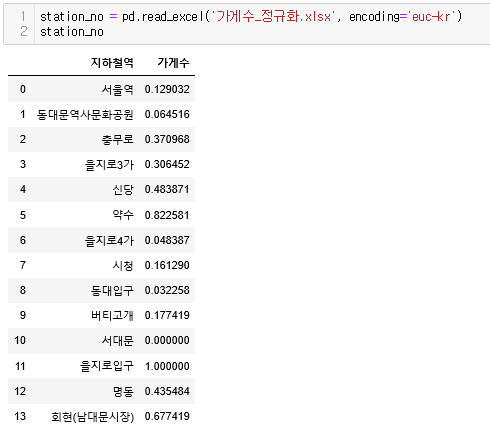 1 station_no = pd.read_excel('가게수_정규화.xlsx', encoding='euc-kr')
2 station_no
지하철역 가게수
0 서울역 0.129032
1 동대문역사문화공원 0.064516
2 충무로 0.370968
3 을지로3가 0.306452
4 신당 0.483871
5 약수 0.822581
6 을지로4가 0.048387
7 시청 0.161290
8 동대입구 0.032258
9 버티고개 0.177419
10 서대문 0.000000
11 을지로입구 1.000000
12 명동 0.435484
13 회현(남대문시장) 0.677419